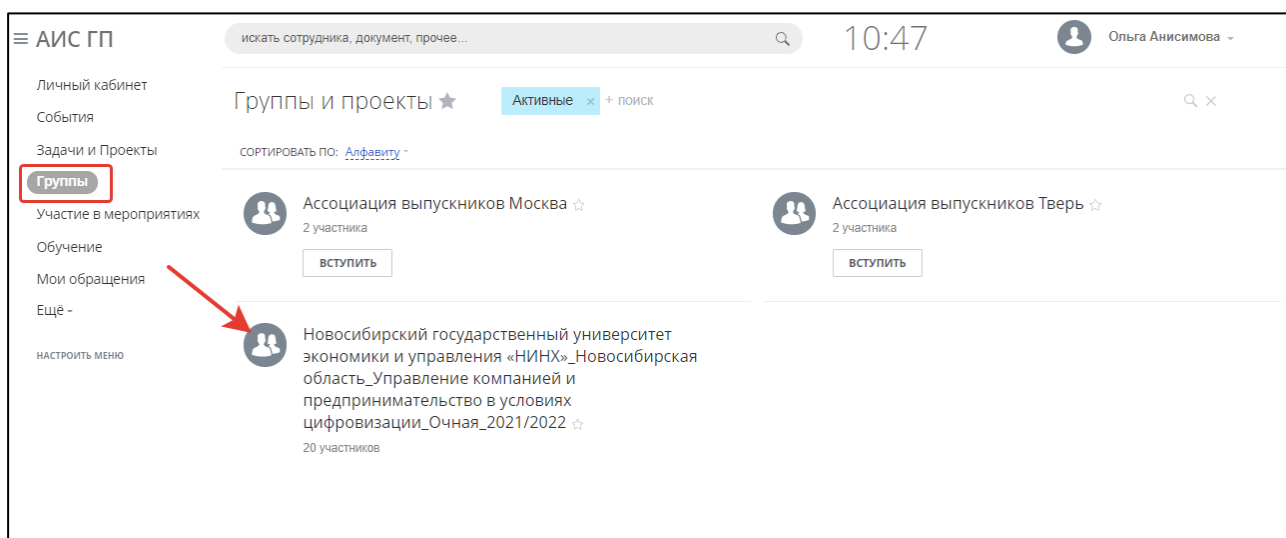 АИС ГП
искать сотрудника, документ, прочее...
10:47
Ольга Анисимова
Личный кабинет
События
Задачи и Проекты
Группы
Участие в мероприятиях
Обучение
Мои обращения
Ещё
НАСТРОИТЬ МЕНЮ
Группы и проекты
Активные × + поиск
СОРТИРОВАТЬ ПО: Алфавиту
Ассоциация выпускников Москва
2 участника
ВСТУПИТЬ
Ассоциация выпускников Тверь
2 участника
ВСТУПИТЬ
Новосибирский государственный университет
экономики и управления «НИНХ»_Новосибирская
область_Управление компанией и
предпринимательство в условиях
цифровизации_Очная_2021/2022
20 участников